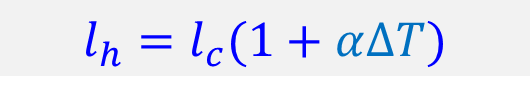 l_h = l_c(1 + αΔT)